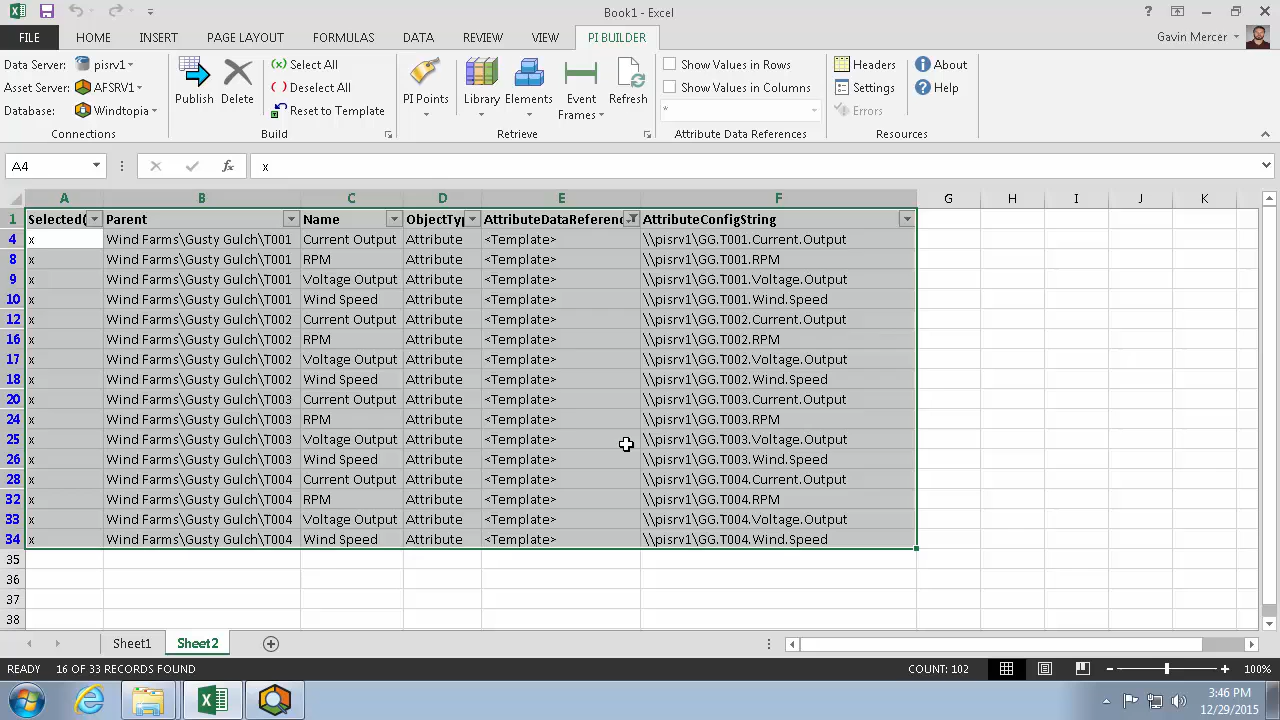 Book1 - Excel
FILE HOME INSERT PAGE LAYOUT FORMULAS DATA REVIEW VIEW PI BUILDER Gavin Mercer
Data Server: pisrv1
Asset Server: AFSRV1
Database: Windtopia
Connections
Publish Delete
(×) Select All
( ) Deselect All
Reset to Template
Build
PI Points Library Elements Event Frames Refresh
Retrieve
Show Values in Rows
Show Values in Columns
*
Attribute Data References
Headers About
Settings Help
Errors
Resources
A4 fx x
A B C D E F G H I J K
1 Selected( Parent Name ObjectTyp AttributeDataReferenc AttributeConfigString
4 x Wind Farms\Gusty Gulch\T001 Current Output Attribute <Template> \\pisrv1\GG.T001.Current.Output
8 x Wind Farms\Gusty Gulch\T001 RPM Attribute <Template> \\pisrv1\GG.T001.RPM
9 x Wind Farms\Gusty Gulch\T001 Voltage Output Attribute <Template> \\pisrv1\GG.T001.Voltage.Output
10 x Wind Farms\Gusty Gulch\T001 Wind Speed Attribute <Template> \\pisrv1\GG.T001.Wind.Speed
12 x Wind Farms\Gusty Gulch\T002 Current Output Attribute <Template> \\pisrv1\GG.T002.Current.Output
16 x Wind Farms\Gusty Gulch\T002 RPM Attribute <Template> \\pisrv1\GG.T002.RPM
17 x Wind Farms\Gusty Gulch\T002 Voltage Output Attribute <Template> \\pisrv1\GG.T002.Voltage.Output
18 x Wind Farms\Gusty Gulch\T002 Wind Speed Attribute <Template> \\pisrv1\GG.T002.Wind.Speed
20 x Wind Farms\Gusty Gulch\T003 Current Output Attribute <Template> \\pisrv1\GG.T003.Current.Output
24 x Wind Farms\Gusty Gulch\T003 RPM Attribute <Template> \\pisrv1\GG.T003.RPM
25 x Wind Farms\Gusty Gulch\T003 Voltage Output Attribute <Template> \\pisrv1\GG.T003.Voltage.Output
26 x Wind Farms\Gusty Gulch\T003 Wind Speed Attribute <Template> \\pisrv1\GG.T003.Wind.Speed
28 x Wind Farms\Gusty Gulch\T004 Current Output Attribute <Template> \\pisrv1\GG.T004.Current.Output
32 x Wind Farms\Gusty Gulch\T004 RPM Attribute <Template> \\pisrv1\GG.T004.RPM
33 x Wind Farms\Gusty Gulch\T004 Voltage Output Attribute <Template> \\pisrv1\GG.T004.Voltage.Output
34 x Wind Farms\Gusty Gulch\T004 Wind Speed Attribute <Template> \\pisrv1\GG.T004.Wind.Speed
35
36
37
38
Sheet1 Sheet2
READY 16 OF 33 RECORDS FOUND COUNT: 102 100%
3:46 PM
12/29/2015